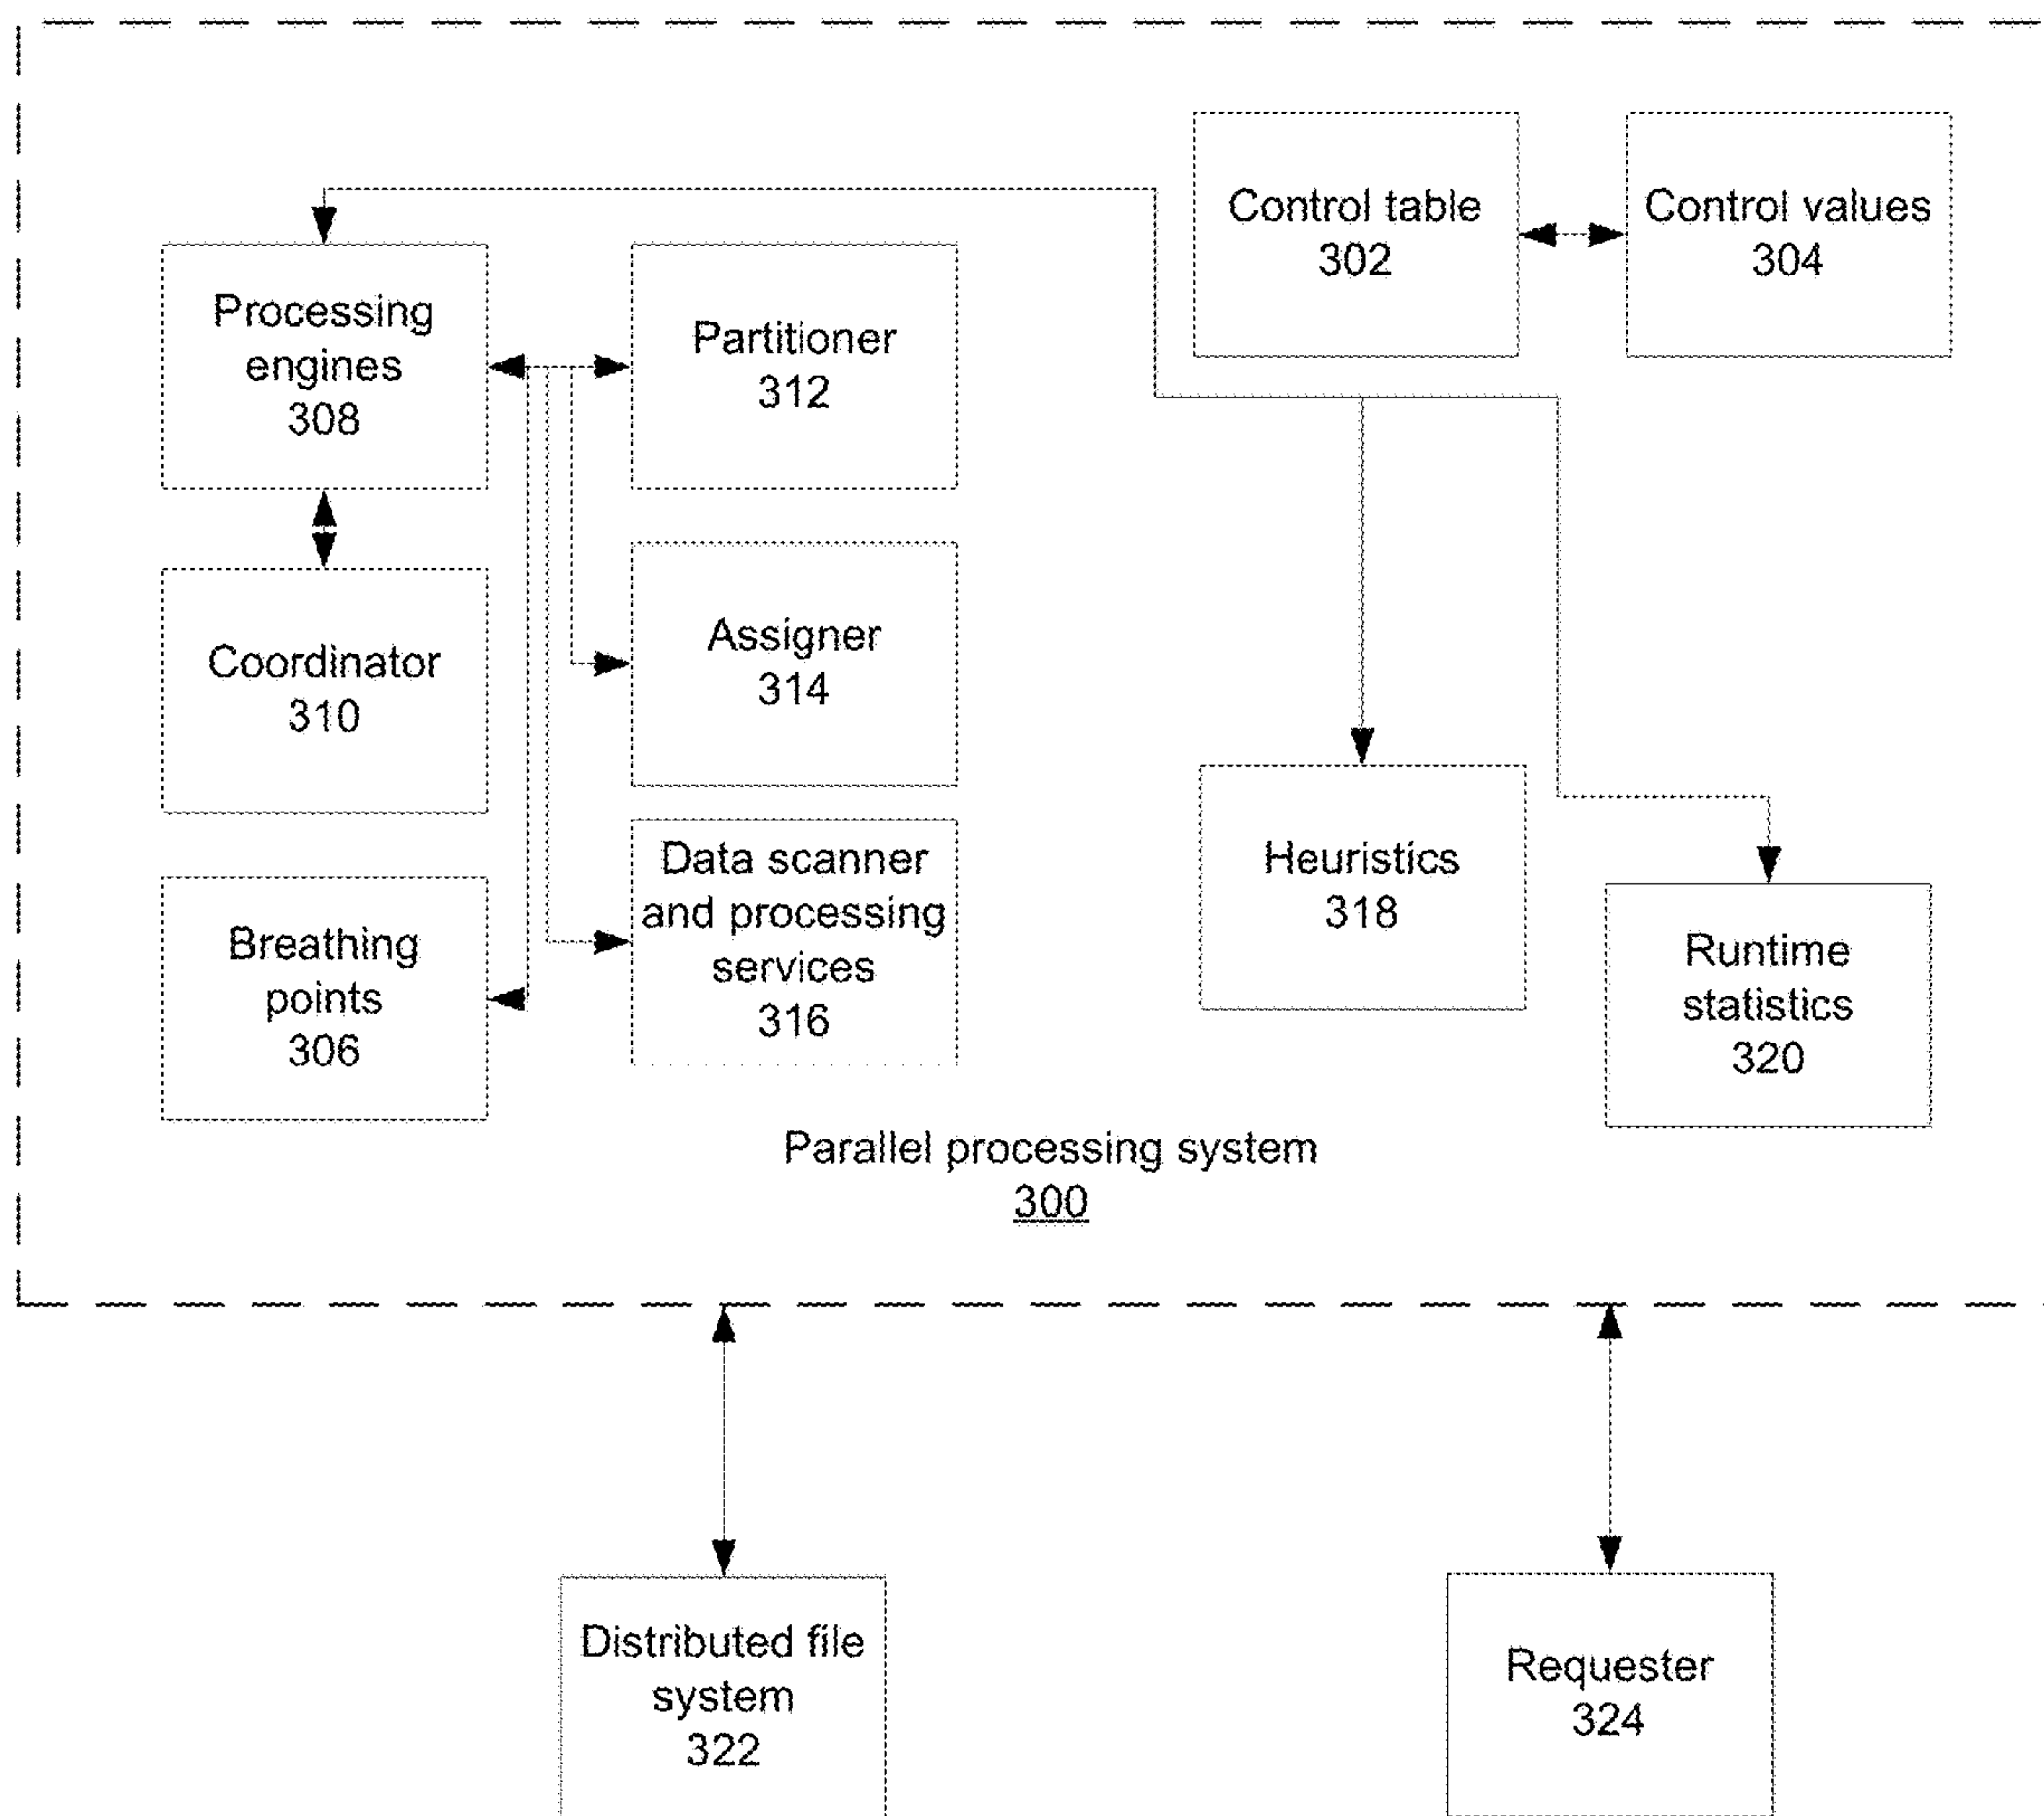 Control table
302
Control values
304
Processing
engines
308
Partitioner
312
Coordinator
310
Assigner
314
Breathing
points
306
Data scanner
and processing
services
316
Heuristics
318
Runtime
statistics
320
Parallel processing system
300
Distributed file
system
322
Requester
324